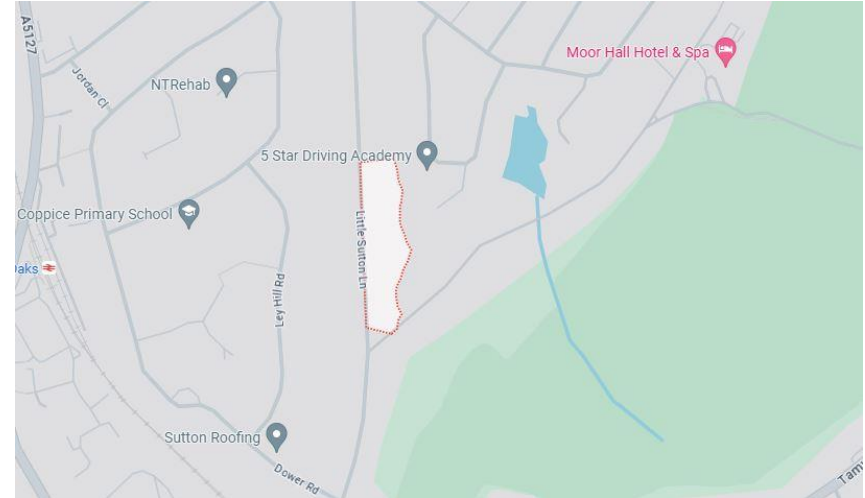 A5127
Jordan Cl
NTRehab
Moor Hall Hotel & Spa
5 Star Driving Academy
Coppice Primary School
Little Sutton Ln
aks
Ley Hill Rd
Sutton Roofing
Dower Rd
Tam